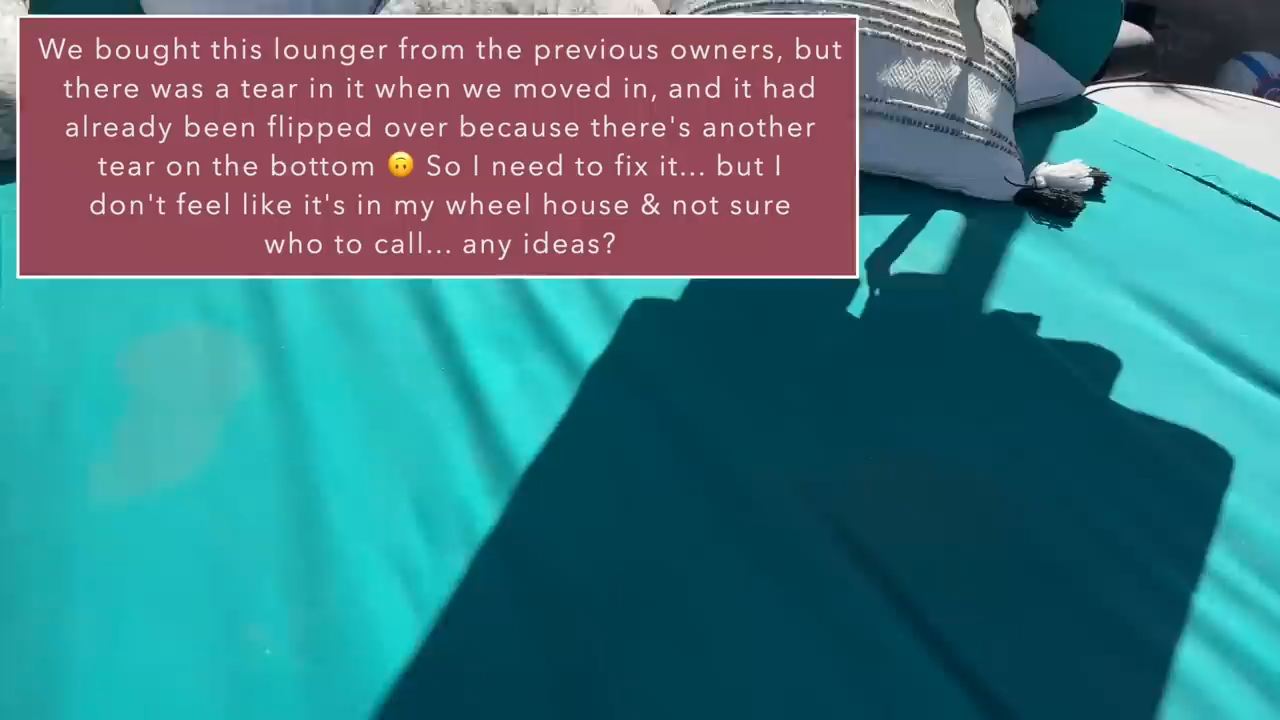 We bought this lounger from the previous owners, but
there was a tear in it when we moved in, and it had
already been flipped over because there's another
tear on the bottom 🙃 So I need to fix it... but I
don't feel like it's in my wheel house & not sure
who to call... any ideas?